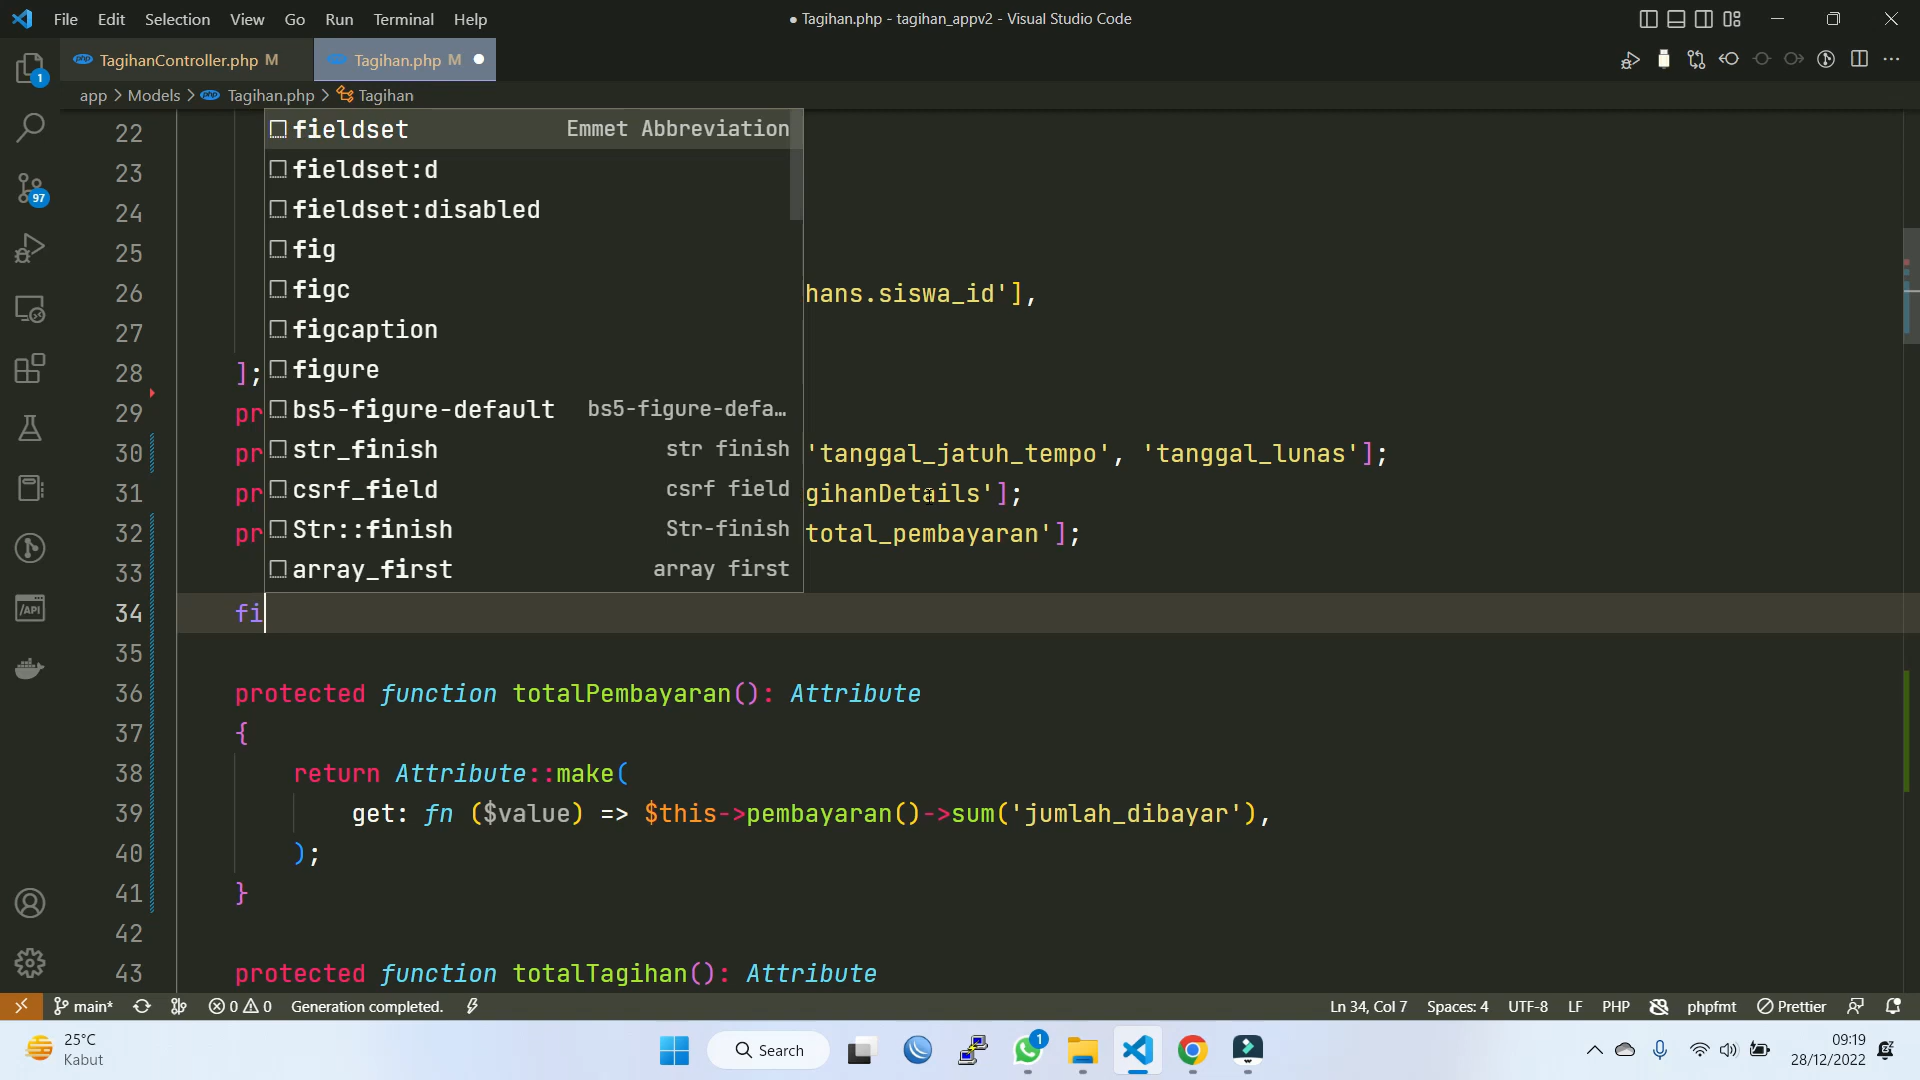 File Edit Selection View Go Run Terminal Help
● Tagihan.php - tagihan_appv2 - Visual Studio Code
TagihanController.php M
Tagihan.php M
app > Models > Tagihan.php > Tagihan
22
23
24
25
26 hans.siswa_id'],
27
28 ];
29 pr
30 pr 'tanggal_jatuh_tempo', 'tanggal_lunas'];
31 pr gihanDetails'];
32 pr total_pembayaran'];
33
fieldset Emmet Abbreviation
fieldset:d
fieldset:disabled
fig
figc
figcaption
figure
bs5-figure-default bs5-figure-defa…
str_finish str finish
csrf_field csrf field
Str::finish Str-finish
array_first array first
34 fi
35
36 protected function totalPembayaran(): Attribute
37 {
38 return Attribute::make(
39 get: fn ($value) => $this->pembayaran()->sum('jumlah_dibayar'),
40 );
41 }
42
43 protected function totalTagihan(): Attribute
1
97
/API
main* 0 0 Generation completed. Ln 34, Col 7 Spaces: 4 UTF-8 LF PHP phpfmt Prettier
25°C
Kabut
Search
1
09:19
28/12/2022